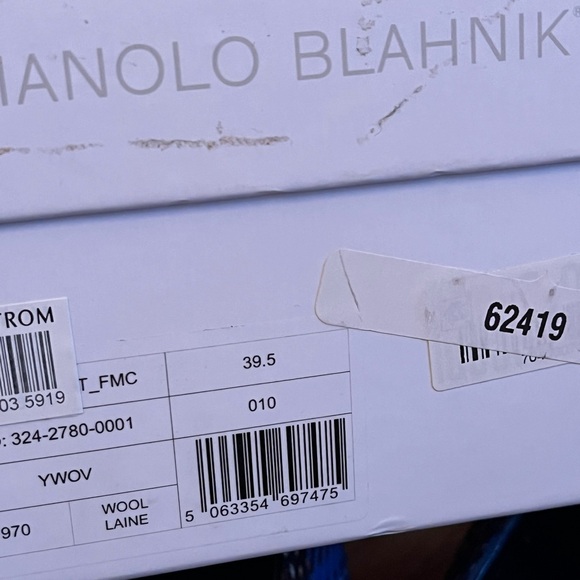 MANOLO BLAHNIK
TROM
03 5919
62419
T_FMC
39.5
: 324-2780-0001
010
YWOV
970
WOOL
LAINE
5 063354 697475